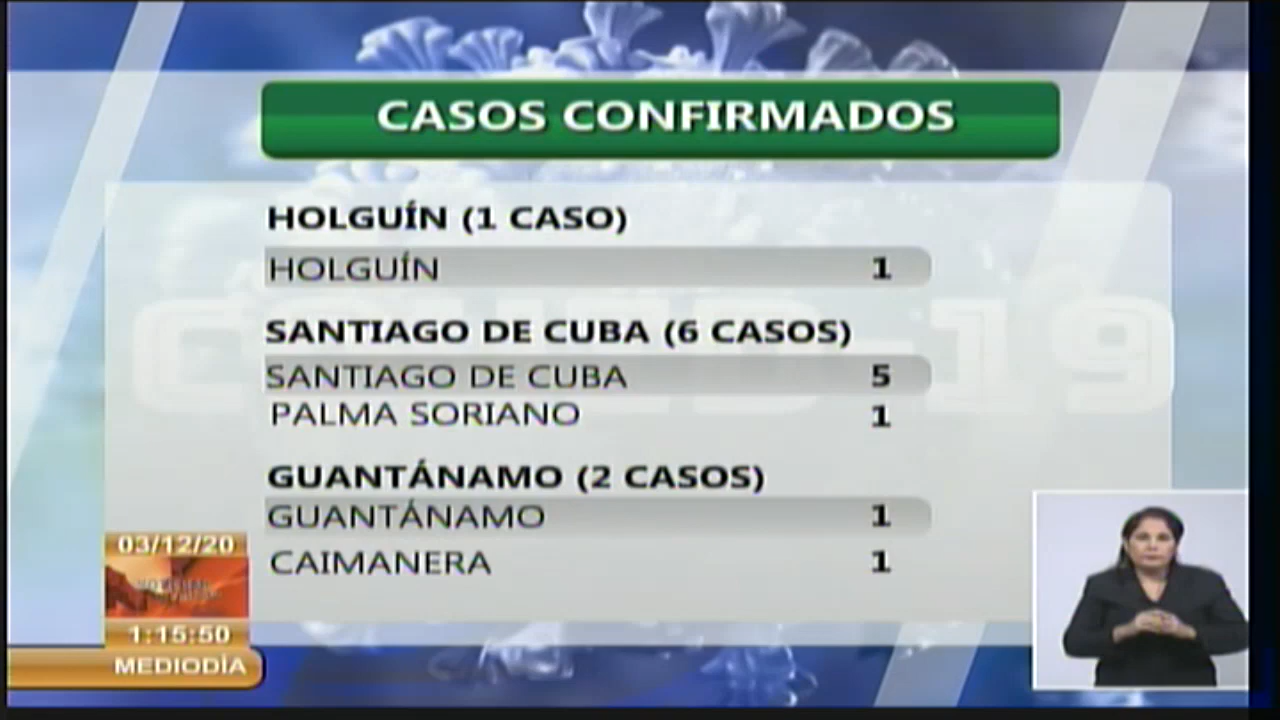 CASOS CONFIRMADOS
HOLGUÍN (1 CASO)
HOLGUÍN 1
SANTIAGO DE CUBA (6 CASOS)
SANTIAGO DE CUBA 5
PALMA SORIANO 1
GUANTÁNAMO (2 CASOS)
GUANTÁNAMO 1
CAIMANERA 1
03/12/20
1:15:50
MEDIODÍA